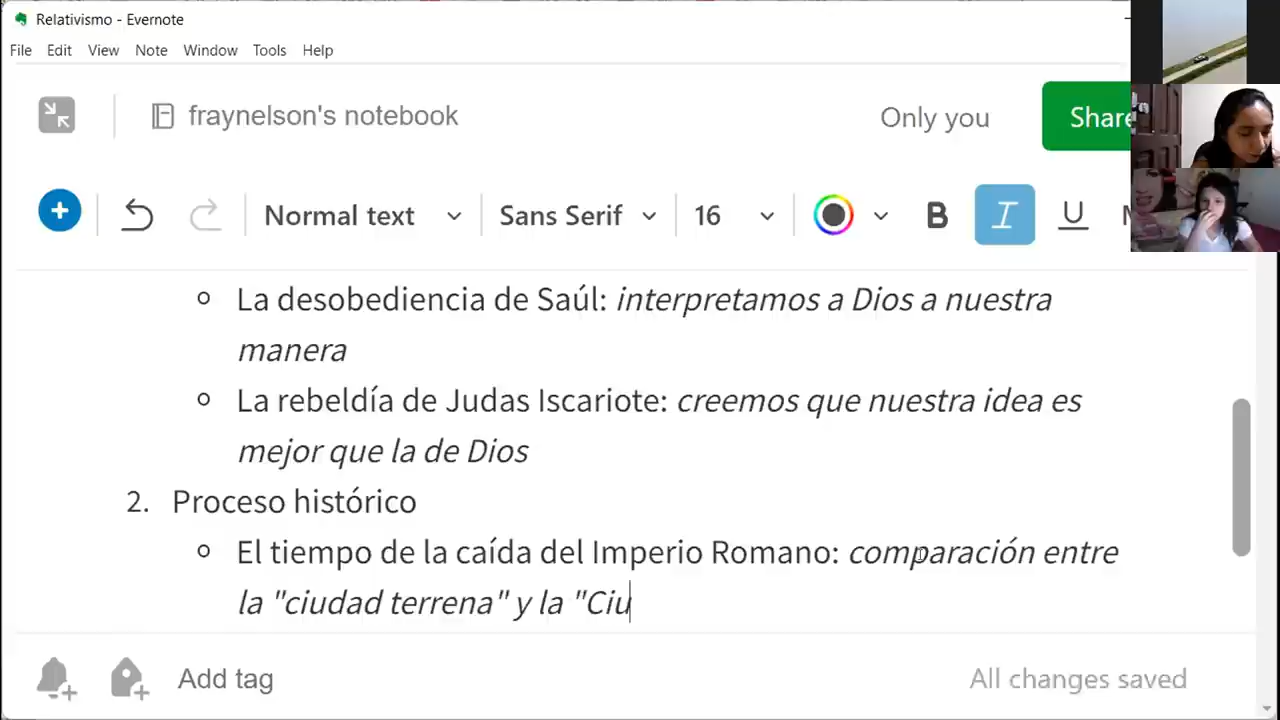 Relativismo - Evernote
File Edit View Note Window Tools Help
fraynelson's notebook
Only you
Share
Normal text
Sans Serif
16
B I U
La desobediencia de Saúl: interpretamos a Dios a nuestra
manera
La rebeldía de Judas Iscariote: creemos que nuestra idea es
mejor que la de Dios
2. Proceso histórico
El tiempo de la caída del Imperio Romano: comparación entre
la "ciudad terrena" y la "Ciu
Add tag
All changes saved